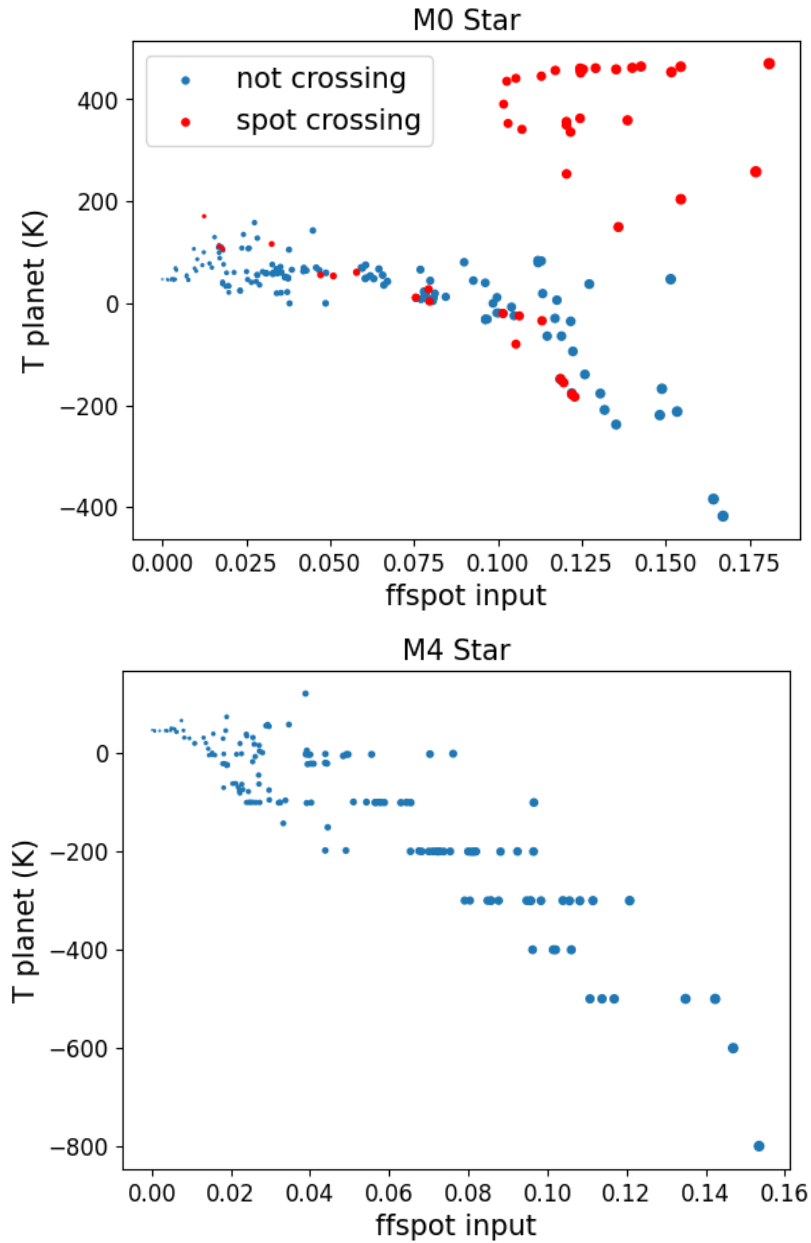 M0 Star
not crossing
spot crossing
T planet (K)
400
200
0
−200
−400
0.000 0.025 0.050 0.075 0.100 0.125 0.150 0.175
ffspot input
M4 Star
T planet (K)
0
−200
−400
−600
−800
0.00 0.02 0.04 0.06 0.08 0.10 0.12 0.14 0.16
ffspot input